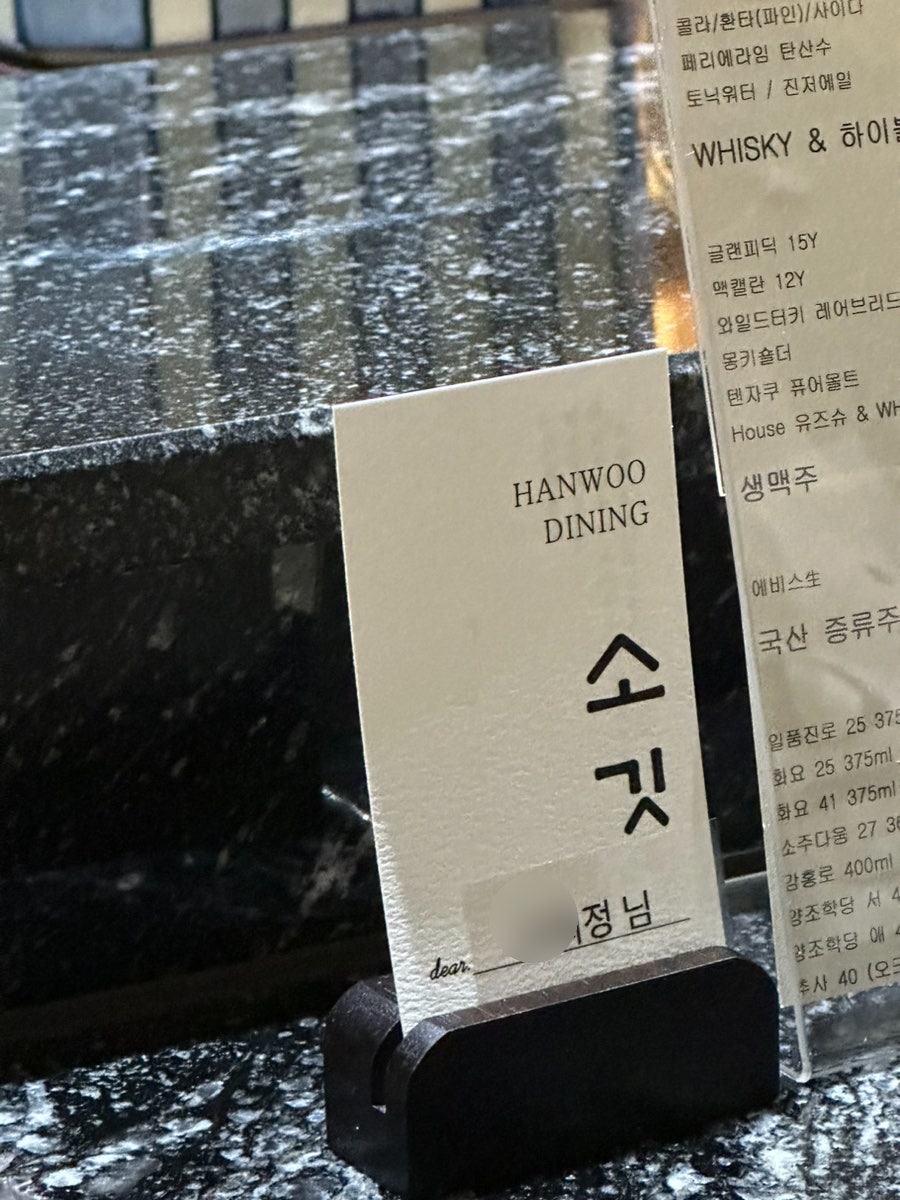 HANWOO
DINING
소
깃
dear.
정 님
콜라/환타(파인)/사이다
페리에라임 탄산수
토닉워터 / 진저에일
WHISKY & 하이볼
글랜피딕 15Y
맥캘란 12Y
와일드터키 레어브리드
몽키숄더
텐자쿠 퓨어몰트
House 유즈슈 &
생맥주
에비스生
국산 증류주
일품진로 25 375
화요 25 375ml
화요 41 375ml
소주다움 27
감홍로 400ml
양조학당 서
양조학당 애
추사 40